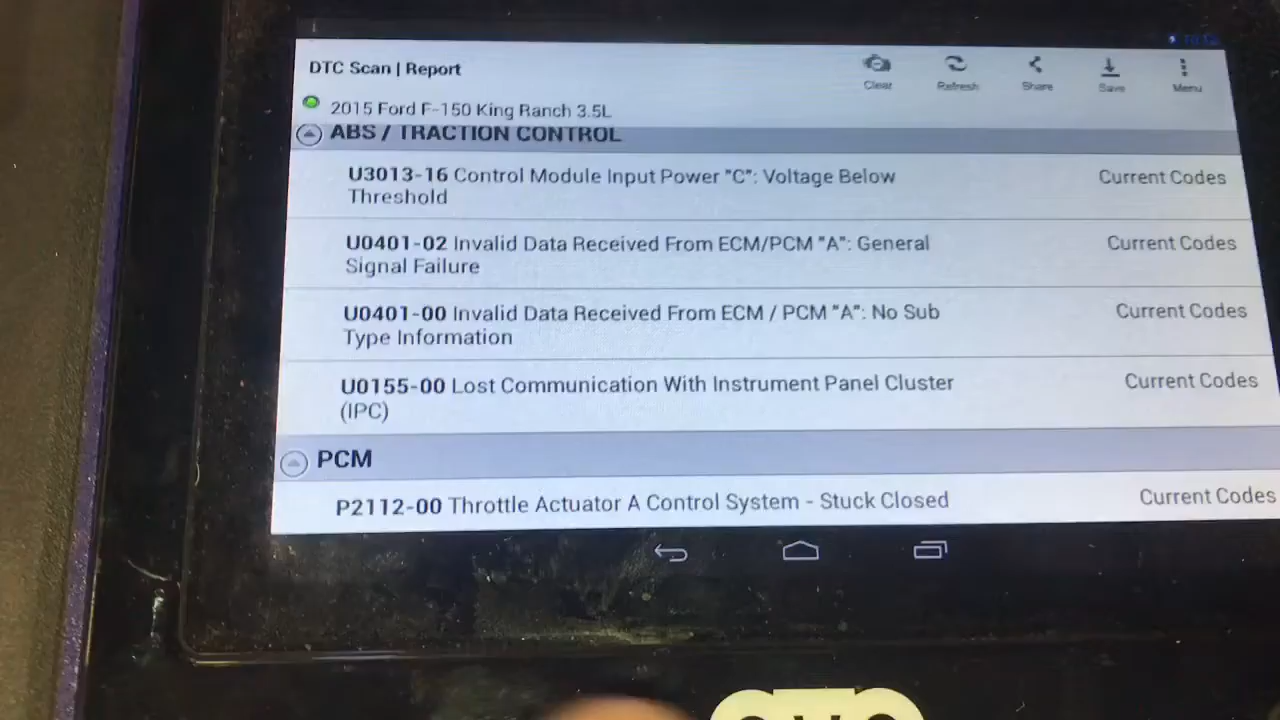 DTC Scan | Report
Clear
Refresh
Share
Save
Menu
2015 Ford F-150 King Ranch 3.5L
ABS / TRACTION CONTROL
U3013-16 Control Module Input Power "C": Voltage Below
Threshold
Current Codes
U0401-02 Invalid Data Received From ECM/PCM "A": General
Signal Failure
Current Codes
U0401-00 Invalid Data Received From ECM / PCM "A": No Sub
Type Information
Current Codes
U0155-00 Lost Communication With Instrument Panel Cluster
(IPC)
Current Codes
PCM
P2112-00 Throttle Actuator A Control System - Stuck Closed
Current Codes